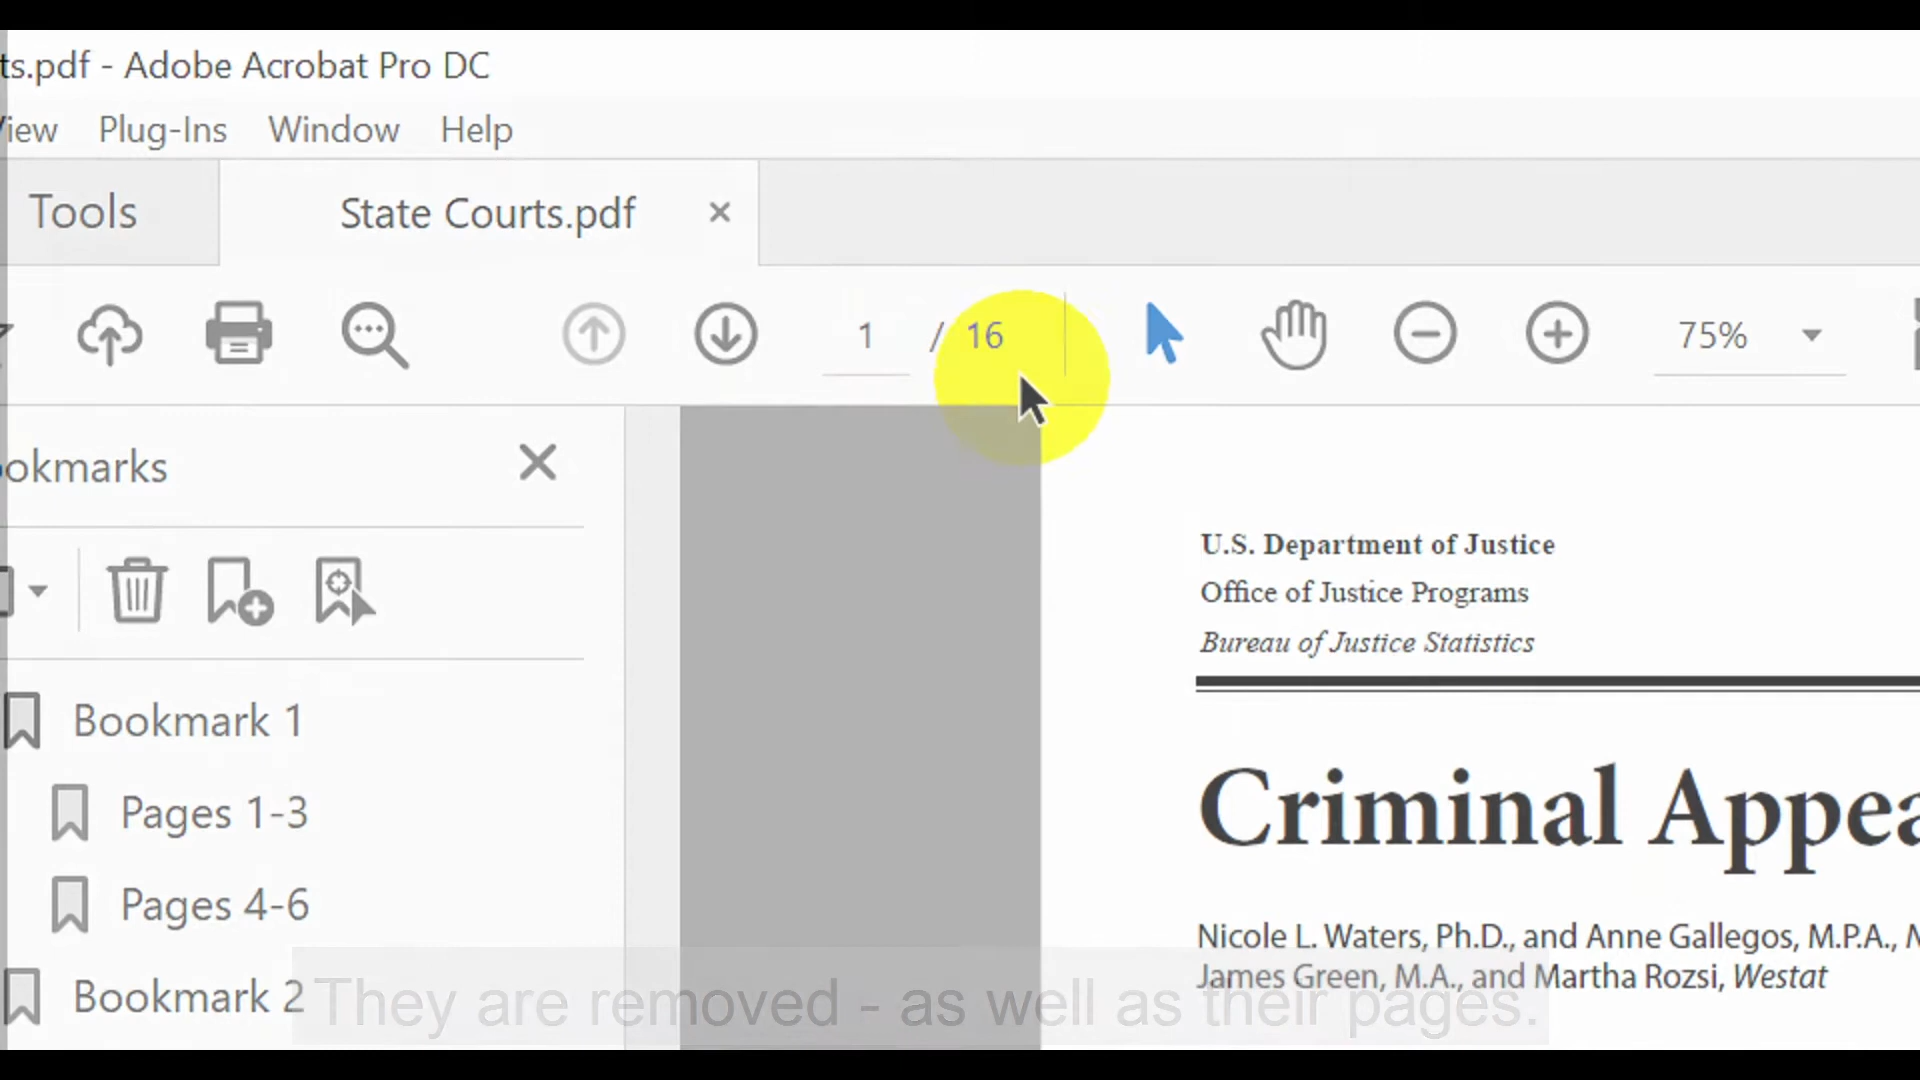 ts.pdf - Adobe Acrobat Pro DC
View Plug-Ins Window Help
Tools State Courts.pdf
1 / 16 75%
ookmarks
U.S. Department of Justice
Office of Justice Programs
Bureau of Justice Statistics
Bookmark 1
Pages 1-3
Pages 4-6
Bookmark 2
Criminal Appea
Nicole L. Waters, Ph.D., and Anne Gallegos, M.P.A.,
James Green, M.A., and Martha Rozsi, Westat
They are removed - as well as their pages.